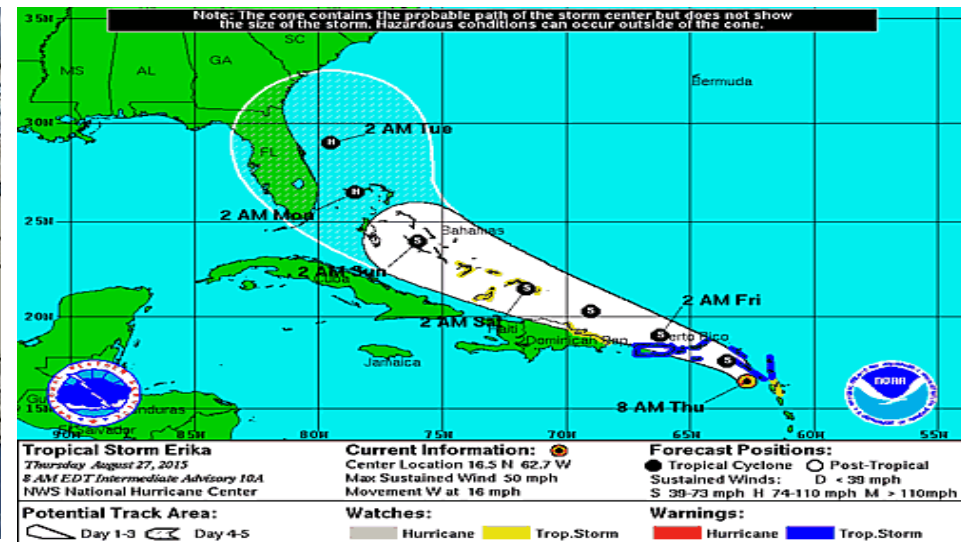 Note: The cone contains the probable path of the storm center but does not show
the size of the storm. Hazardous conditions can occur outside of the cone.
35N
SC
GA
MS
AL
Bermuda
30N
2 AM Tue
FL
2 AM Mon
25N
Bahamas
2 AM Sun
2 AM Fri
20N
2 AM Sat
Haiti
Dominican Rep
Jamaica
NOAA
8 AM Thu
15N
El Salvador
90W 85W 80W 75W 70W 65W 60W 55W
Tropical Storm Erika
Thursday August 27, 2015
8 AM EDT Intermediate Advisory 10A
NWS National Hurricane Center
Current Information:
Center Location 16.5 N 62.7 W
Max Sustained Wind 50 mph
Movement W at 16 mph
Forecast Positions:
Tropical Cyclone Post-Tropical
Sustained Winds: D < 39 mph
S 39-73 mph H 74-110 mph M > 110mph
Potential Track Area:
Day 1-3 Day 4-5
Watches:
Hurricane Trop.Storm
Warnings:
Hurricane Trop.Storm